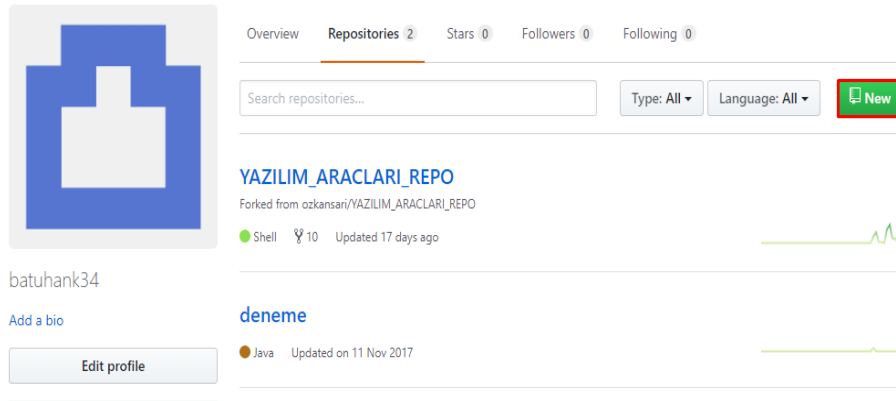 Overview Repositories 2 Stars 0 Followers 0 Following 0
Search repositories... Type: All Language: All New
YAZILIM_ARACLARI_REPO
Forked from ozkansari/YAZILIM_ARACLARI_REPO
Shell 10 Updated 17 days ago
batuhank34
Add a bio
Edit profile
deneme
Java Updated on 11 Nov 2017